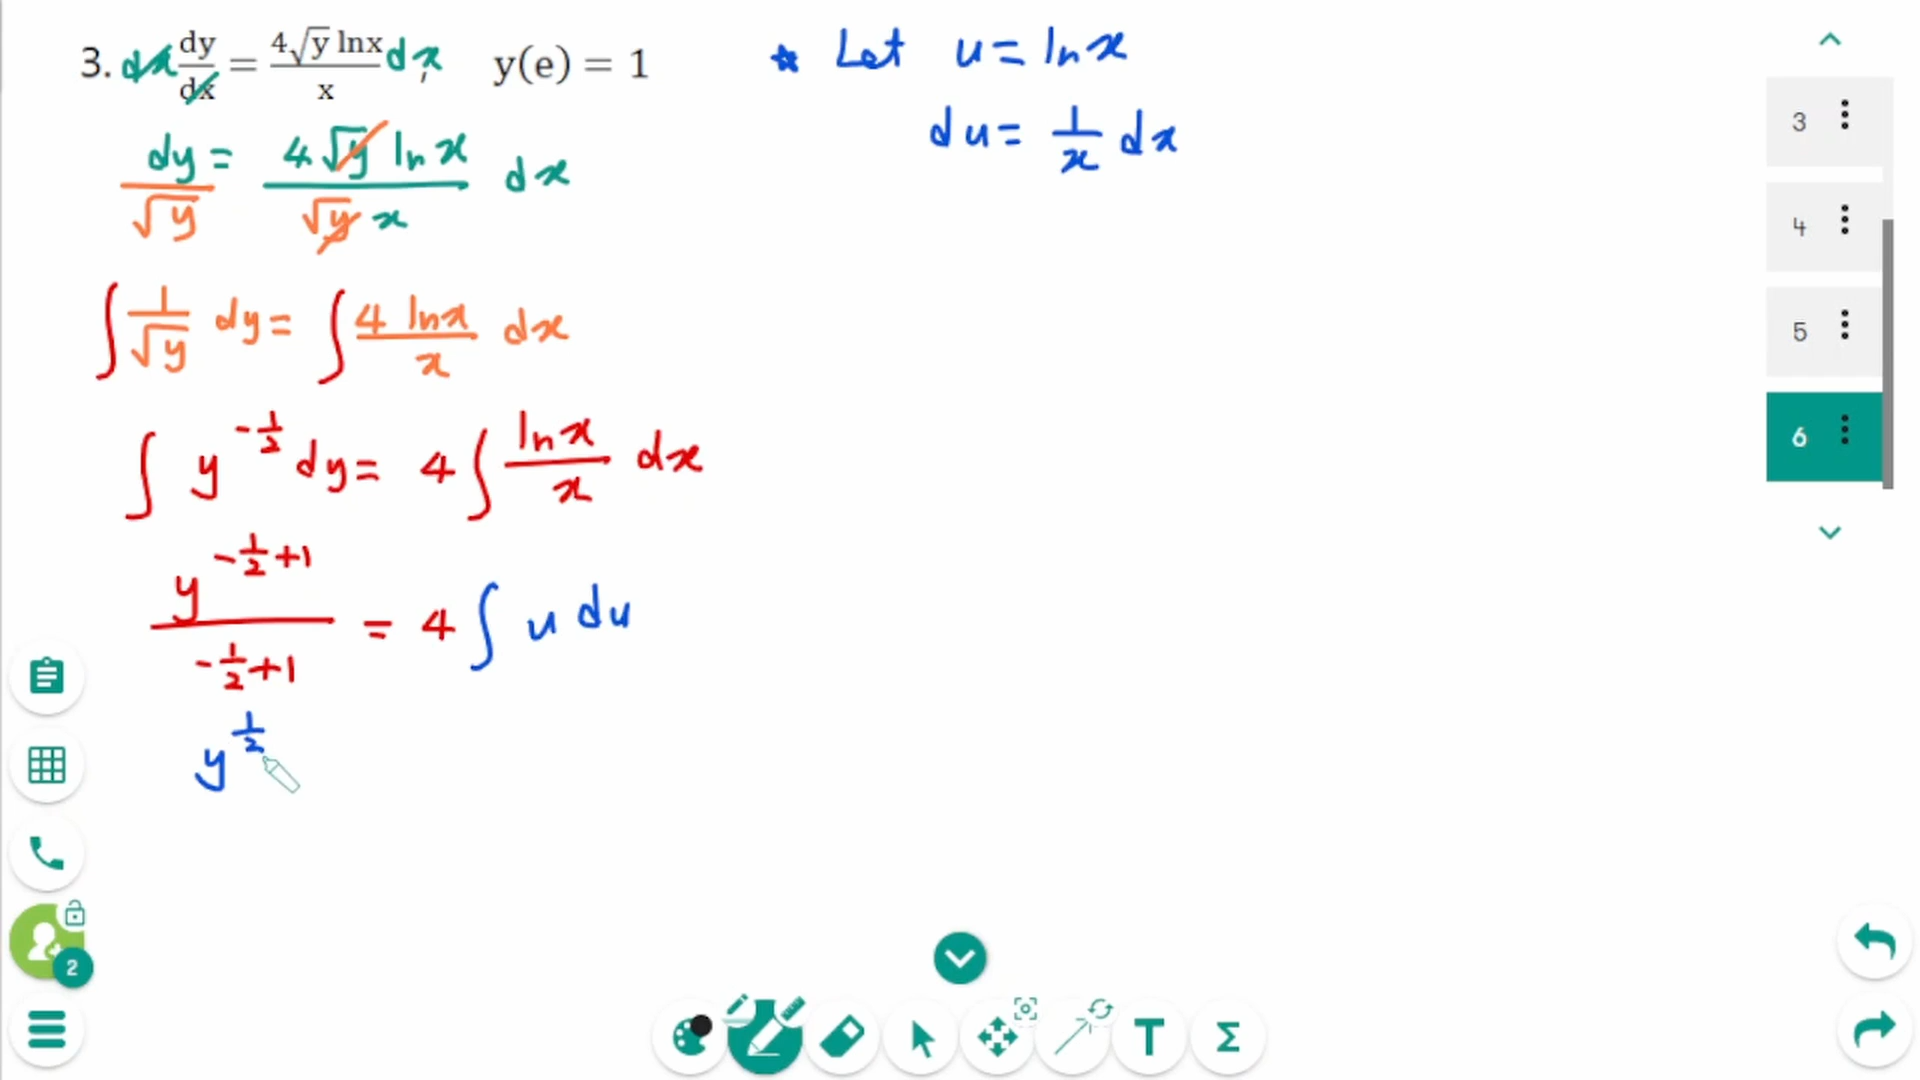 3. dx dy/dx = 4√y lnx/x dx, y(e) = 1
dy/√y = 4√y ln x/√y x dx
∫ 1/√y dy = ∫ 4 lnx/x dx
∫ y^(-1/2) dy = 4 ∫ lnx/x dx
y^(-1/2+1)/(-1/2+1) = 4 ∫ u du
y^(1/2)
* Let u = ln x
du = 1/x dx
3
4
5
6
2
T
Σ